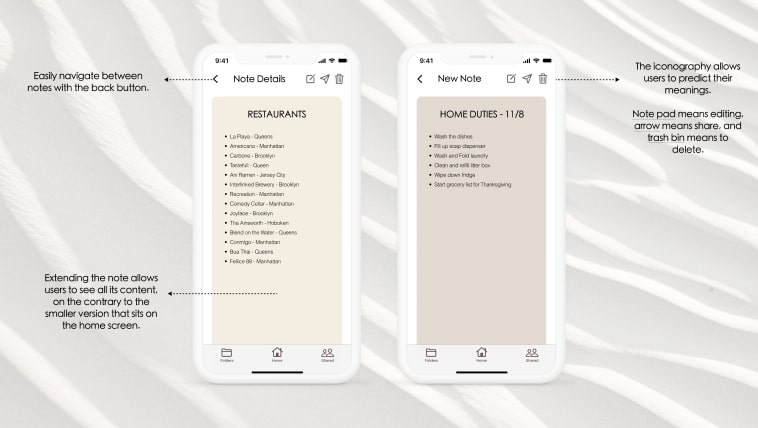 Easily navigate between
notes with the back button.
Extending the note allows
users to see all its content,
on the contrary to the
smaller version that sits on
the home screen.
9:41
Note Details
RESTAURANTS
• La Playa - Queens
• Americano - Manhattan
• Carbone - Brooklyn
• Tastefull - Queen
• Ani Ramen - Jersey City
• Interlinked Brewery - Brooklyn
• Recreation - Manhattan
• Comedy Cellar - Manhattan
• Joyface - Brooklyn
• The Ainsworth - Hoboken
• Blend on the Water - Queens
• Conmigo - Manhattan
• Bua Thai - Queens
• Felice 89 - Manhattan
Folders
Home
Shared
9:41
New Note
HOME DUTIES - 11/8
• Wash the dishes
• Fill up soap dispenser
• Wash and Fold laundry
• Clean and refill litter box
• Wipe down fridge
• Start grocery list for Thanksgiving
Folders
Home
Shared
The iconography allows
users to predict their
meanings.
Note pad means editing,
arrow means share, and
trash bin means to
delete.